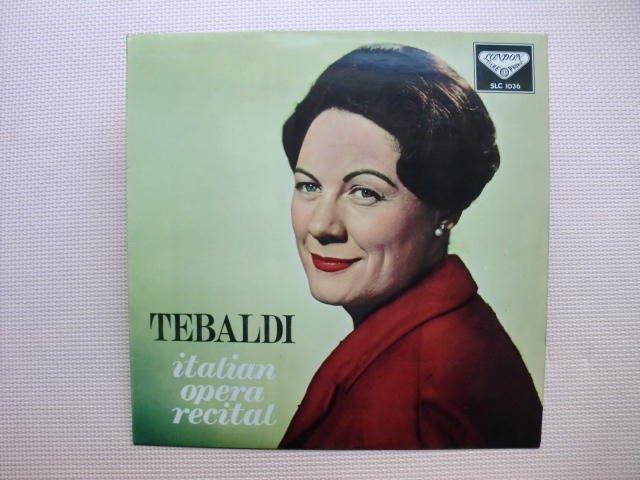 LONDON
SLC 1036
TEBALDI
italian
opera
recital